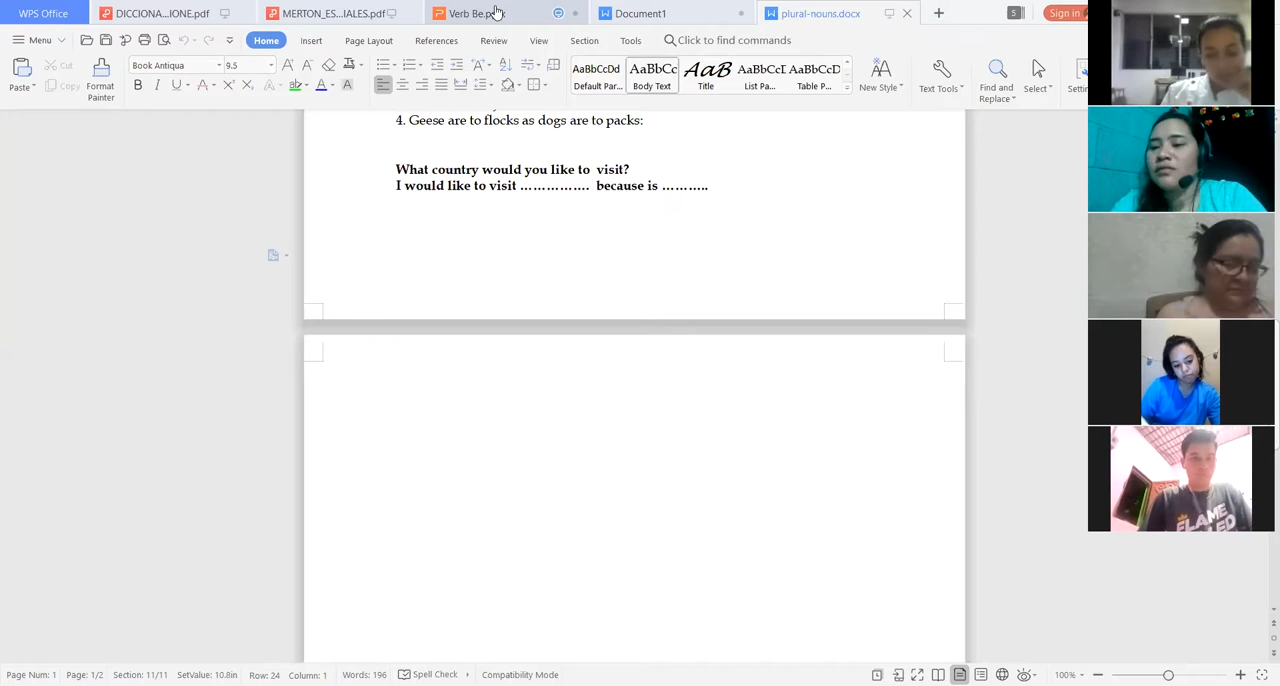 WPS Office
DICCIONA...IONE.pdf
MERTON_ES...IALES.pdf
Verb Be.
Document1
plural-nouns.docx
S
Sign in
Menu
Home
Insert
Page Layout
References
Review
View
Section
Tools
Click to find commands
Paste
Cut
Copy
Format Painter
Book Antiqua
9.5
AaBbCcDd
AaBbCc
AaB
AaBbCcI
AaBbCcD
Default Par...
Body Text
Title
List Pa...
Table P...
New Style
Text Tools
Find and Replace
Select
4. Geese are to flocks as dogs are to packs:
What country would you like to visit?
I would like to visit ……………. because is ………..
Page Num: 1
Page: 1/2
Section: 11/11
SetValue: 10.8in
Row: 24
Column: 1
Words: 196
Spell Check
Compatibility Mode
100%